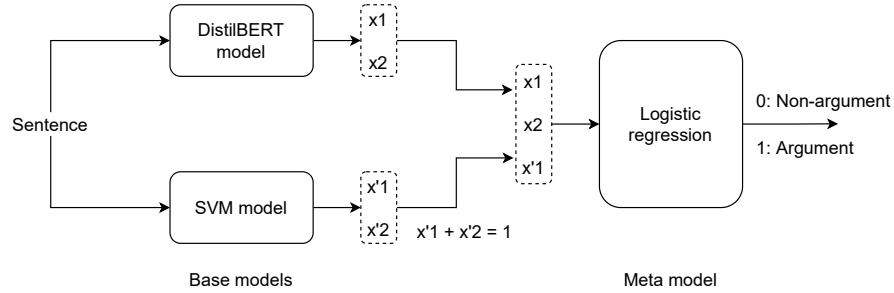 DistilBERT
model
x1
x2
Sentence
SVM model
x'1
x'2
x'1 + x'2 = 1
x1
x2
x'1
Logistic
regression
0: Non-argument
1: Argument
Base models
Meta model